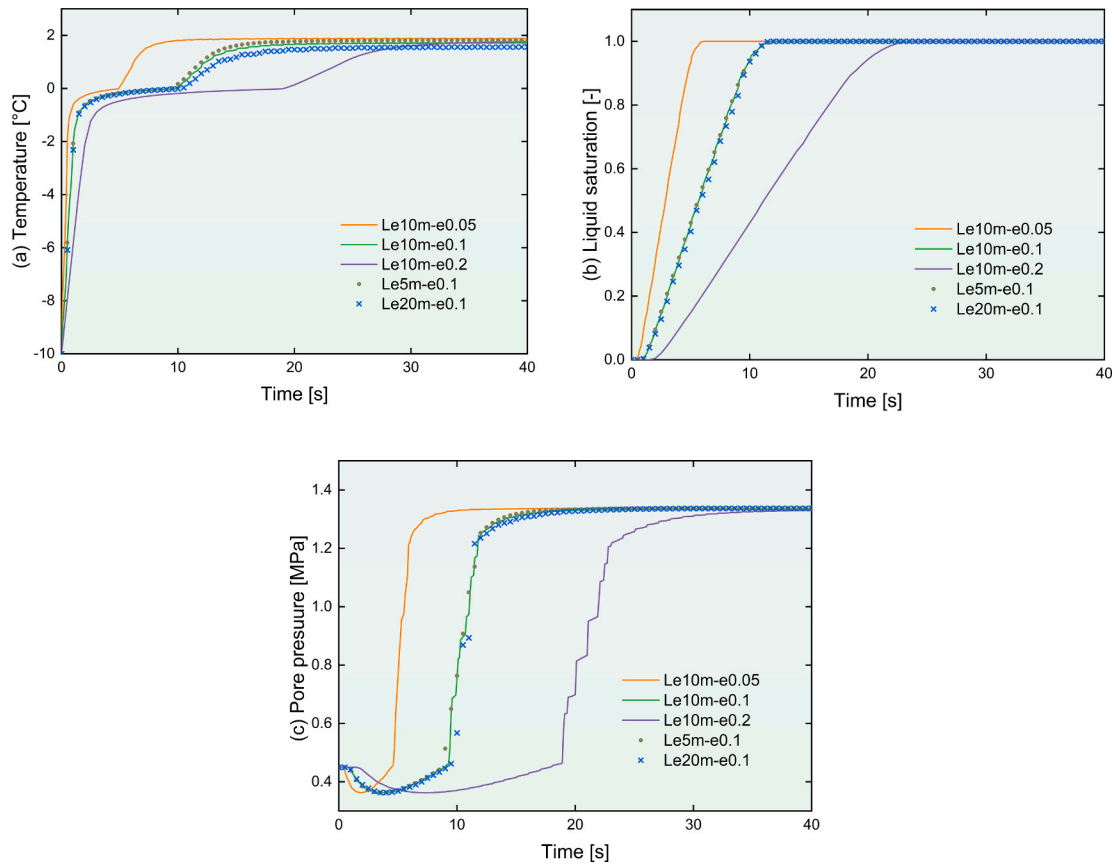 2
0
-2
-4
-6
-8
-10
(a) Temperature [°C]
Le10m-e0.05
Le10m-e0.1
Le10m-e0.2
Le5m-e0.1
Le20m-e0.1
0 10 20 30 40
Time [s]
1.0
0.8
0.6
0.4
0.2
0.0
(b) Liquid saturation [-]
Le10m-e0.05
Le10m-e0.1
Le10m-e0.2
Le5m-e0.1
Le20m-e0.1
0 10 20 30 40
Time [s]
1.4
1.2
1.0
0.8
0.6
0.4
(c) Pore presuure [MPa]
Le10m-e0.05
Le10m-e0.1
Le10m-e0.2
Le5m-e0.1
Le20m-e0.1
0 10 20 30 40
Time [s]